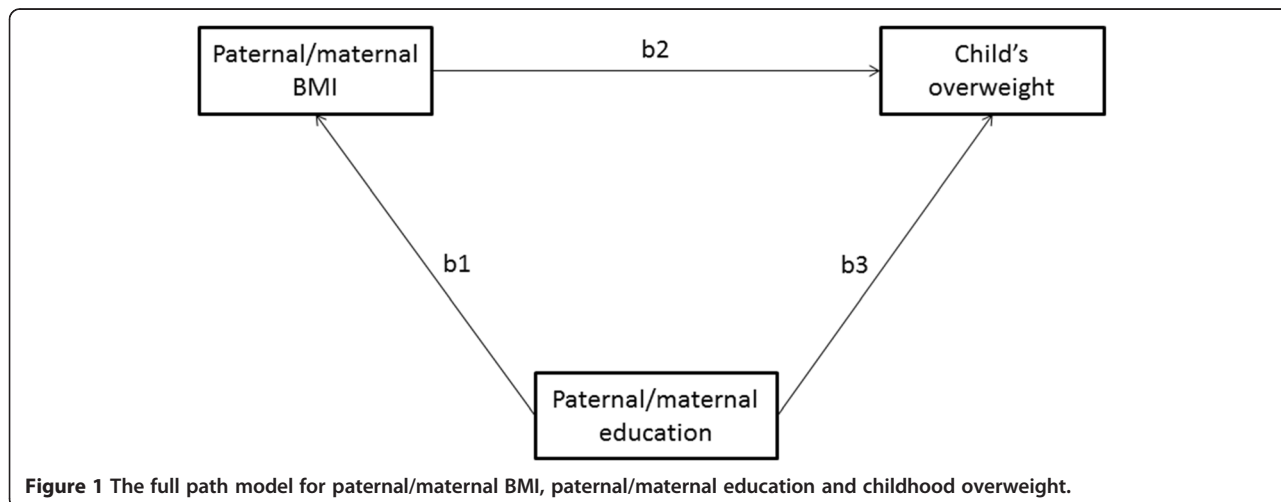 Paternal/maternal
BMI
b2
Child's
overweight
b1
b3
Paternal/maternal
education
Figure 1 The full path model for paternal/maternal BMI, paternal/maternal education and childhood overweight.